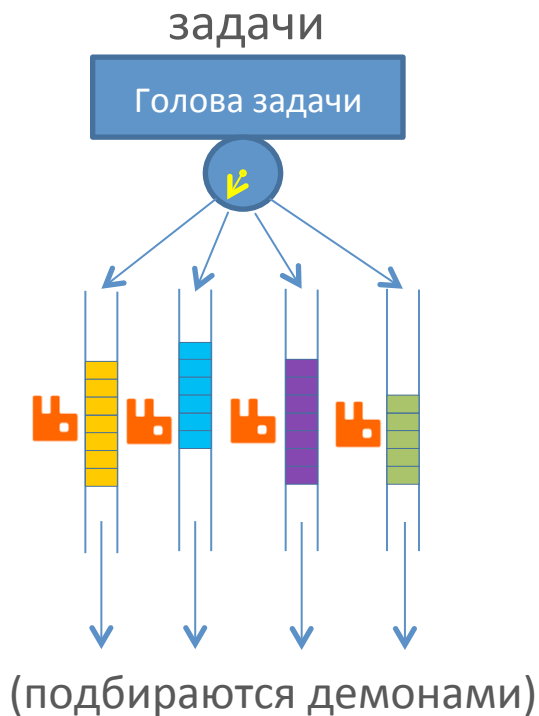 задачи
Голова задачи
(подбираются демонами)